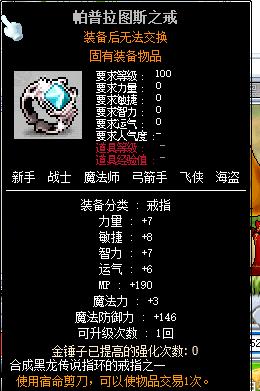 帕普拉图斯之戒
装备后无法交换
固有装备物品
要求等级 : 100
要求力量 : 0
要求敏捷 : 0
要求智力 : 0
要求运气 : 0
要求人气度 : -
道具等级 : -
道具经验值 : -
新手 战士 魔法师 弓箭手 飞侠 海盗
装备分类 : 戒指
力量 : +7
敏捷 : +8
智力 : +7
运气 : +6
MP : +190
魔法力 : +3
魔法防御力 : +146
可升级次数 : 1回
金锤子已提高的强化次数: 0
合成黑龙传说指环的戒指之一
使用宿命剪刀，可以使物品交易1次。